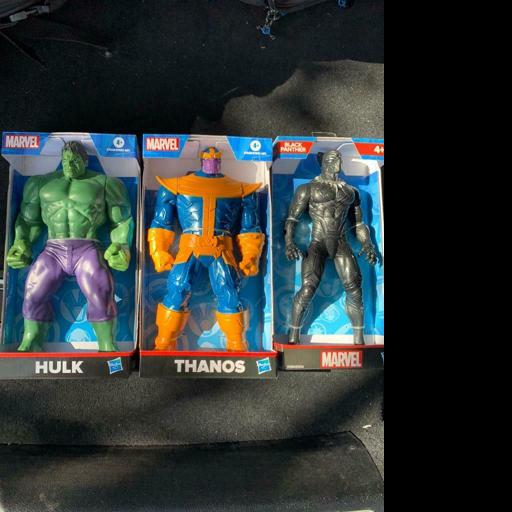 MARVEL
MARVEL
BLACK
PANTHER
4+
HULK
THANOS
MARVEL